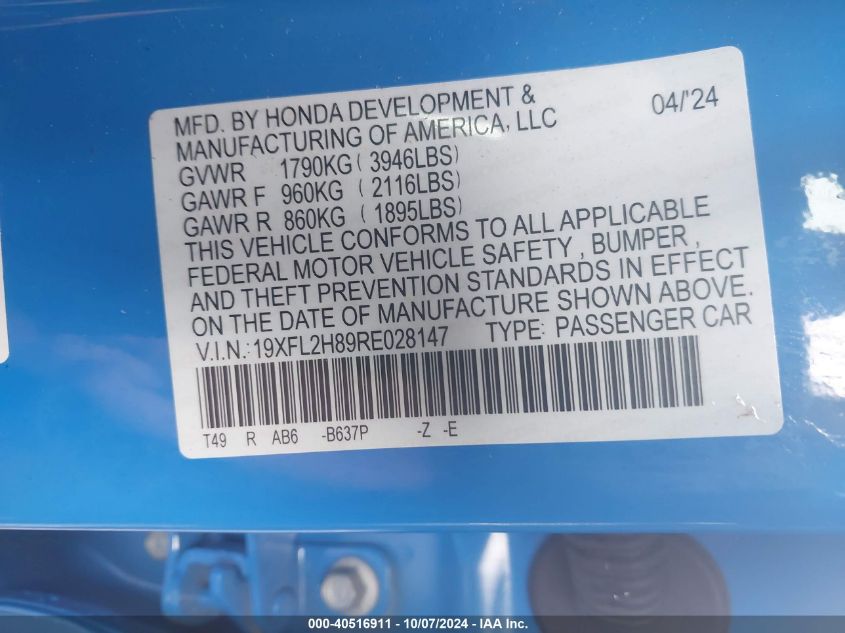 MFD. BY HONDA DEVELOPMENT & 04/'24
MANUFACTURING OF AMERICA, LLC
GVWR 1790KG ( 3946LBS)
GAWR F 960KG ( 2116LBS)
GAWR R 860KG ( 1895LBS)
THIS VEHICLE CONFORMS TO ALL APPLICABLE
FEDERAL MOTOR VEHICLE SAFETY , BUMPER ,
AND THEFT PREVENTION STANDARDS IN EFFECT
ON THE DATE OF MANUFACTURE SHOWN ABOVE.
V.I.N.:19XFL2H89RE028147 TYPE: PASSENGER CAR
T49 R AB6 -B637P -Z -E
000-40516911 - 10/07/2024 - IAA Inc.